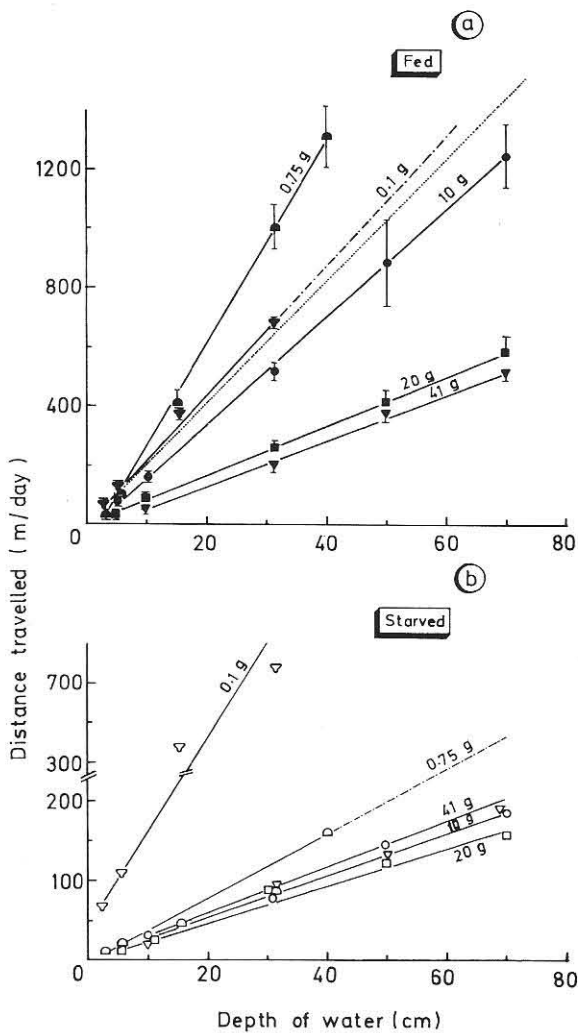 a
Fed
0.75 g
0.1 g
10 g
20 g
41 g
1200
800
400
0
20
40
60
80
Distance travelled (m/day)
b
Starved
0.1 g
0.75 g
41 g
10 g
20 g
700
300
200
100
0
20
40
60
80
Depth of water (cm)